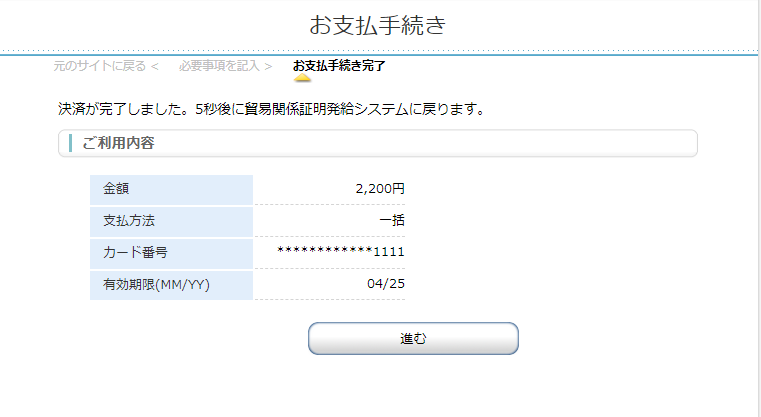 お支払手続き
元のサイトに戻る < 必要事項を記入 > お支払手続き完了
決済が完了しました。5秒後に貿易関係証明発給システムに戻ります。
ご利用内容
金額 2,200円
支払方法 一括
カード番号 ************1111
有効期限(MM/YY) 04/25
進む